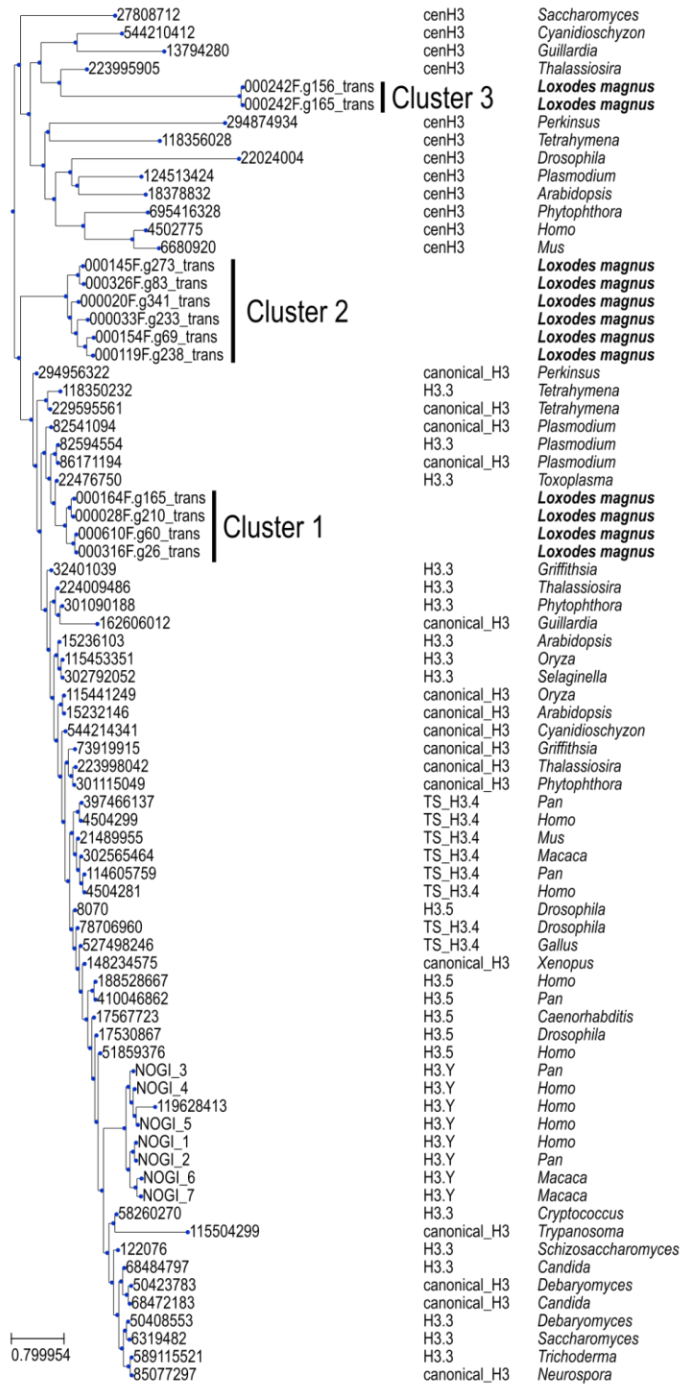 27808712 cenH3 Saccharomyces
544210412 cenH3 Cyanidioschyzon
13794280 cenH3 Guillardia
223995905 cenH3 Thalassiosira
000242F.g156_trans Loxodes magnus
Cluster 3
000242F.g165_trans Loxodes magnus
294874934 cenH3 Perkinsus
118356028 cenH3 Tetrahymena
22024004 cenH3 Drosophila
124513424 cenH3 Plasmodium
18378832 cenH3 Arabidopsis
695416328 cenH3 Phytophthora
4502775 cenH3 Homo
6680920 cenH3 Mus
000145F.g273_trans Loxodes magnus
000326F.g83_trans Loxodes magnus
000020F.g341_trans Loxodes magnus
Cluster 2
000033F.g233_trans Loxodes magnus
000154F.g69_trans Loxodes magnus
000119F.g238_trans Loxodes magnus
294956322 canonical_H3 Perkinsus
118350232 H3.3 Tetrahymena
229595561 canonical_H3 Tetrahymena
82541094 canonical_H3 Plasmodium
82594554 H3.3 Plasmodium
86171194 canonical_H3 Plasmodium
22476750 H3.3 Toxoplasma
000164F.g165_trans Loxodes magnus
000028F.g210_trans Loxodes magnus
Cluster 1
000610F.g60_trans Loxodes magnus
000316F.g26_trans Loxodes magnus
32401039 H3.3 Griffithsia
224009486 H3.3 Thalassiosira
301090188 H3.3 Phytophthora
162606012 canonical_H3 Guillardia
15236103 H3.3 Arabidopsis
115453351 H3.3 Oryza
302792052 H3.3 Selaginella
115441249 canonical_H3 Oryza
15232146 canonical_H3 Arabidopsis
544214341 canonical_H3 Cyanidioschyzon
73919915 canonical_H3 Griffithsia
223998042 canonical_H3 Thalassiosira
301115049 canonical_H3 Phytophthora
397466137 TS_H3.4 Pan
4504299 TS_H3.4 Homo
21489955 TS_H3.4 Mus
302565464 TS_H3.4 Macaca
114605759 TS_H3.4 Pan
4504281 TS_H3.4 Homo
8070 H3.5 Drosophila
78706960 TS_H3.4 Drosophila
527498246 TS_H3.4 Gallus
148234575 canonical_H3 Xenopus
188528667 H3.5 Homo
410046862 H3.5 Pan
17567723 H3.5 Caenorhabditis
17530867 H3.5 Drosophila
51859376 H3.5 Homo
NOGI_3 H3.Y Pan
NOGI_4 H3.Y Homo
119628413 H3.Y Homo
NOGI_5 H3.Y Homo
NOGI_1 H3.Y Homo
NOGI_2 H3.Y Pan
NOGI_6 H3.Y Macaca
NOGI_7 H3.Y Macaca
58260270 H3.3 Cryptococcus
115504299 canonical_H3 Trypanosoma
122076 H3.3 Schizosaccharomyces
68484797 H3.3 Candida
50423783 canonical_H3 Debaryomyces
68472183 canonical_H3 Candida
50408553 H3.3 Debaryomyces
6319482 H3.3 Saccharomyces
589115521 H3.3 Trichoderma
0.799954
85077297 canonical_H3 Neurospora